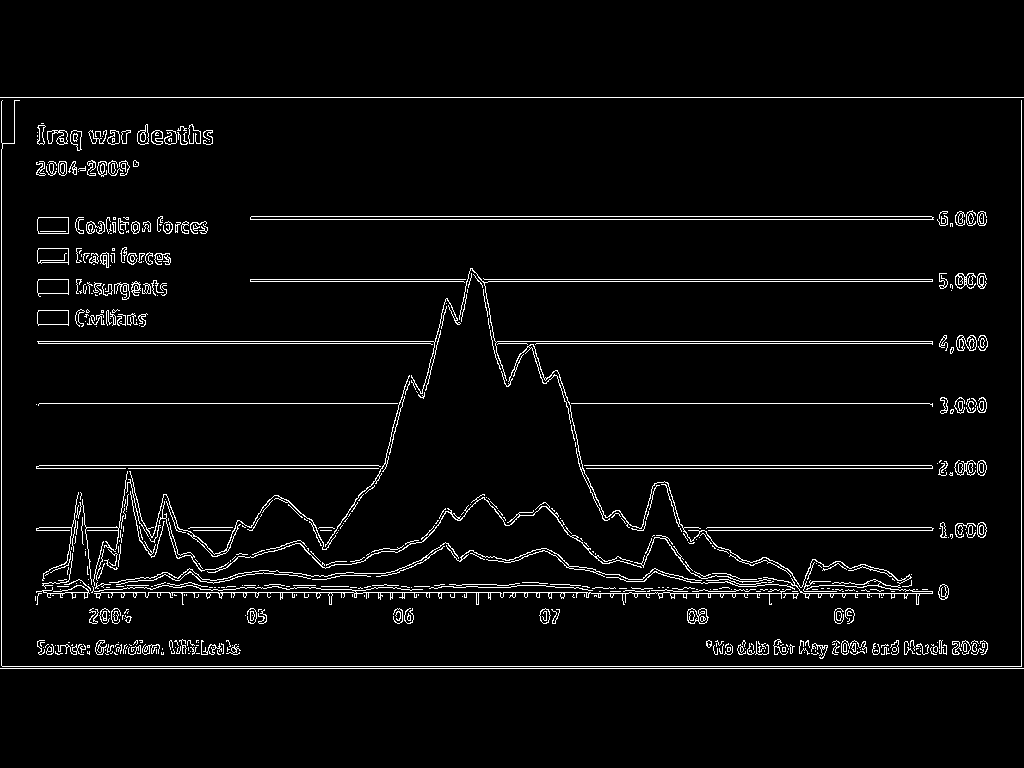 Iraq war deaths
2004-2009*
Coalition forces
Iraqi forces
Insurgents
Civilians
6,000
5,000
4,000
3,000
2,000
1,000
0
2004 05 06 07 08 09
Source: Guardian, WikiLeaks
*No data for May 2004 and March 2009